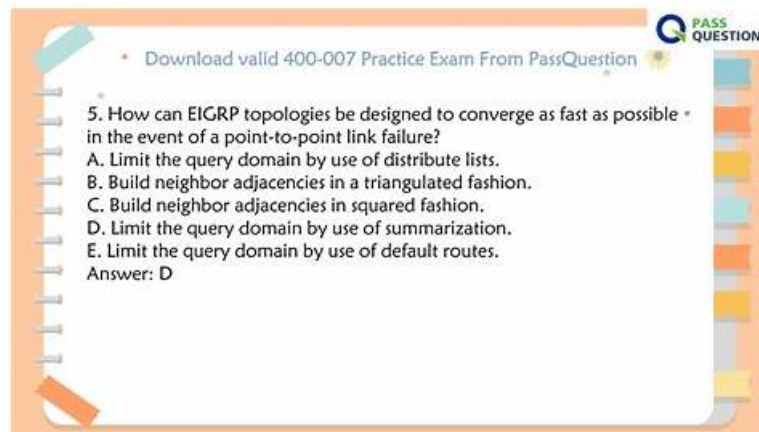 PASS
QUESTION
Download valid 400-007 Practice Exam From PassQuestion
5. How can EIGRP topologies be designed to converge as fast as possible
in the event of a point-to-point link failure?
A. Limit the query domain by use of distribute lists.
B. Build neighbor adjacencies in a triangulated fashion.
C. Build neighbor adjacencies in squared fashion.
D. Limit the query domain by use of summarization.
E. Limit the query domain by use of default routes.
Answer: D